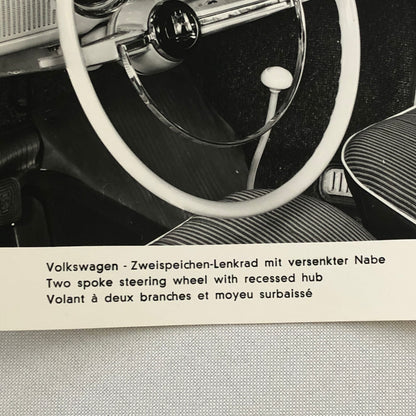 Volkswagen - Zweispeichen-Lenkrad mit versenkter Nabe
Two spoke steering wheel with recessed hub
Volant à deux branches et moyeu surbaissé